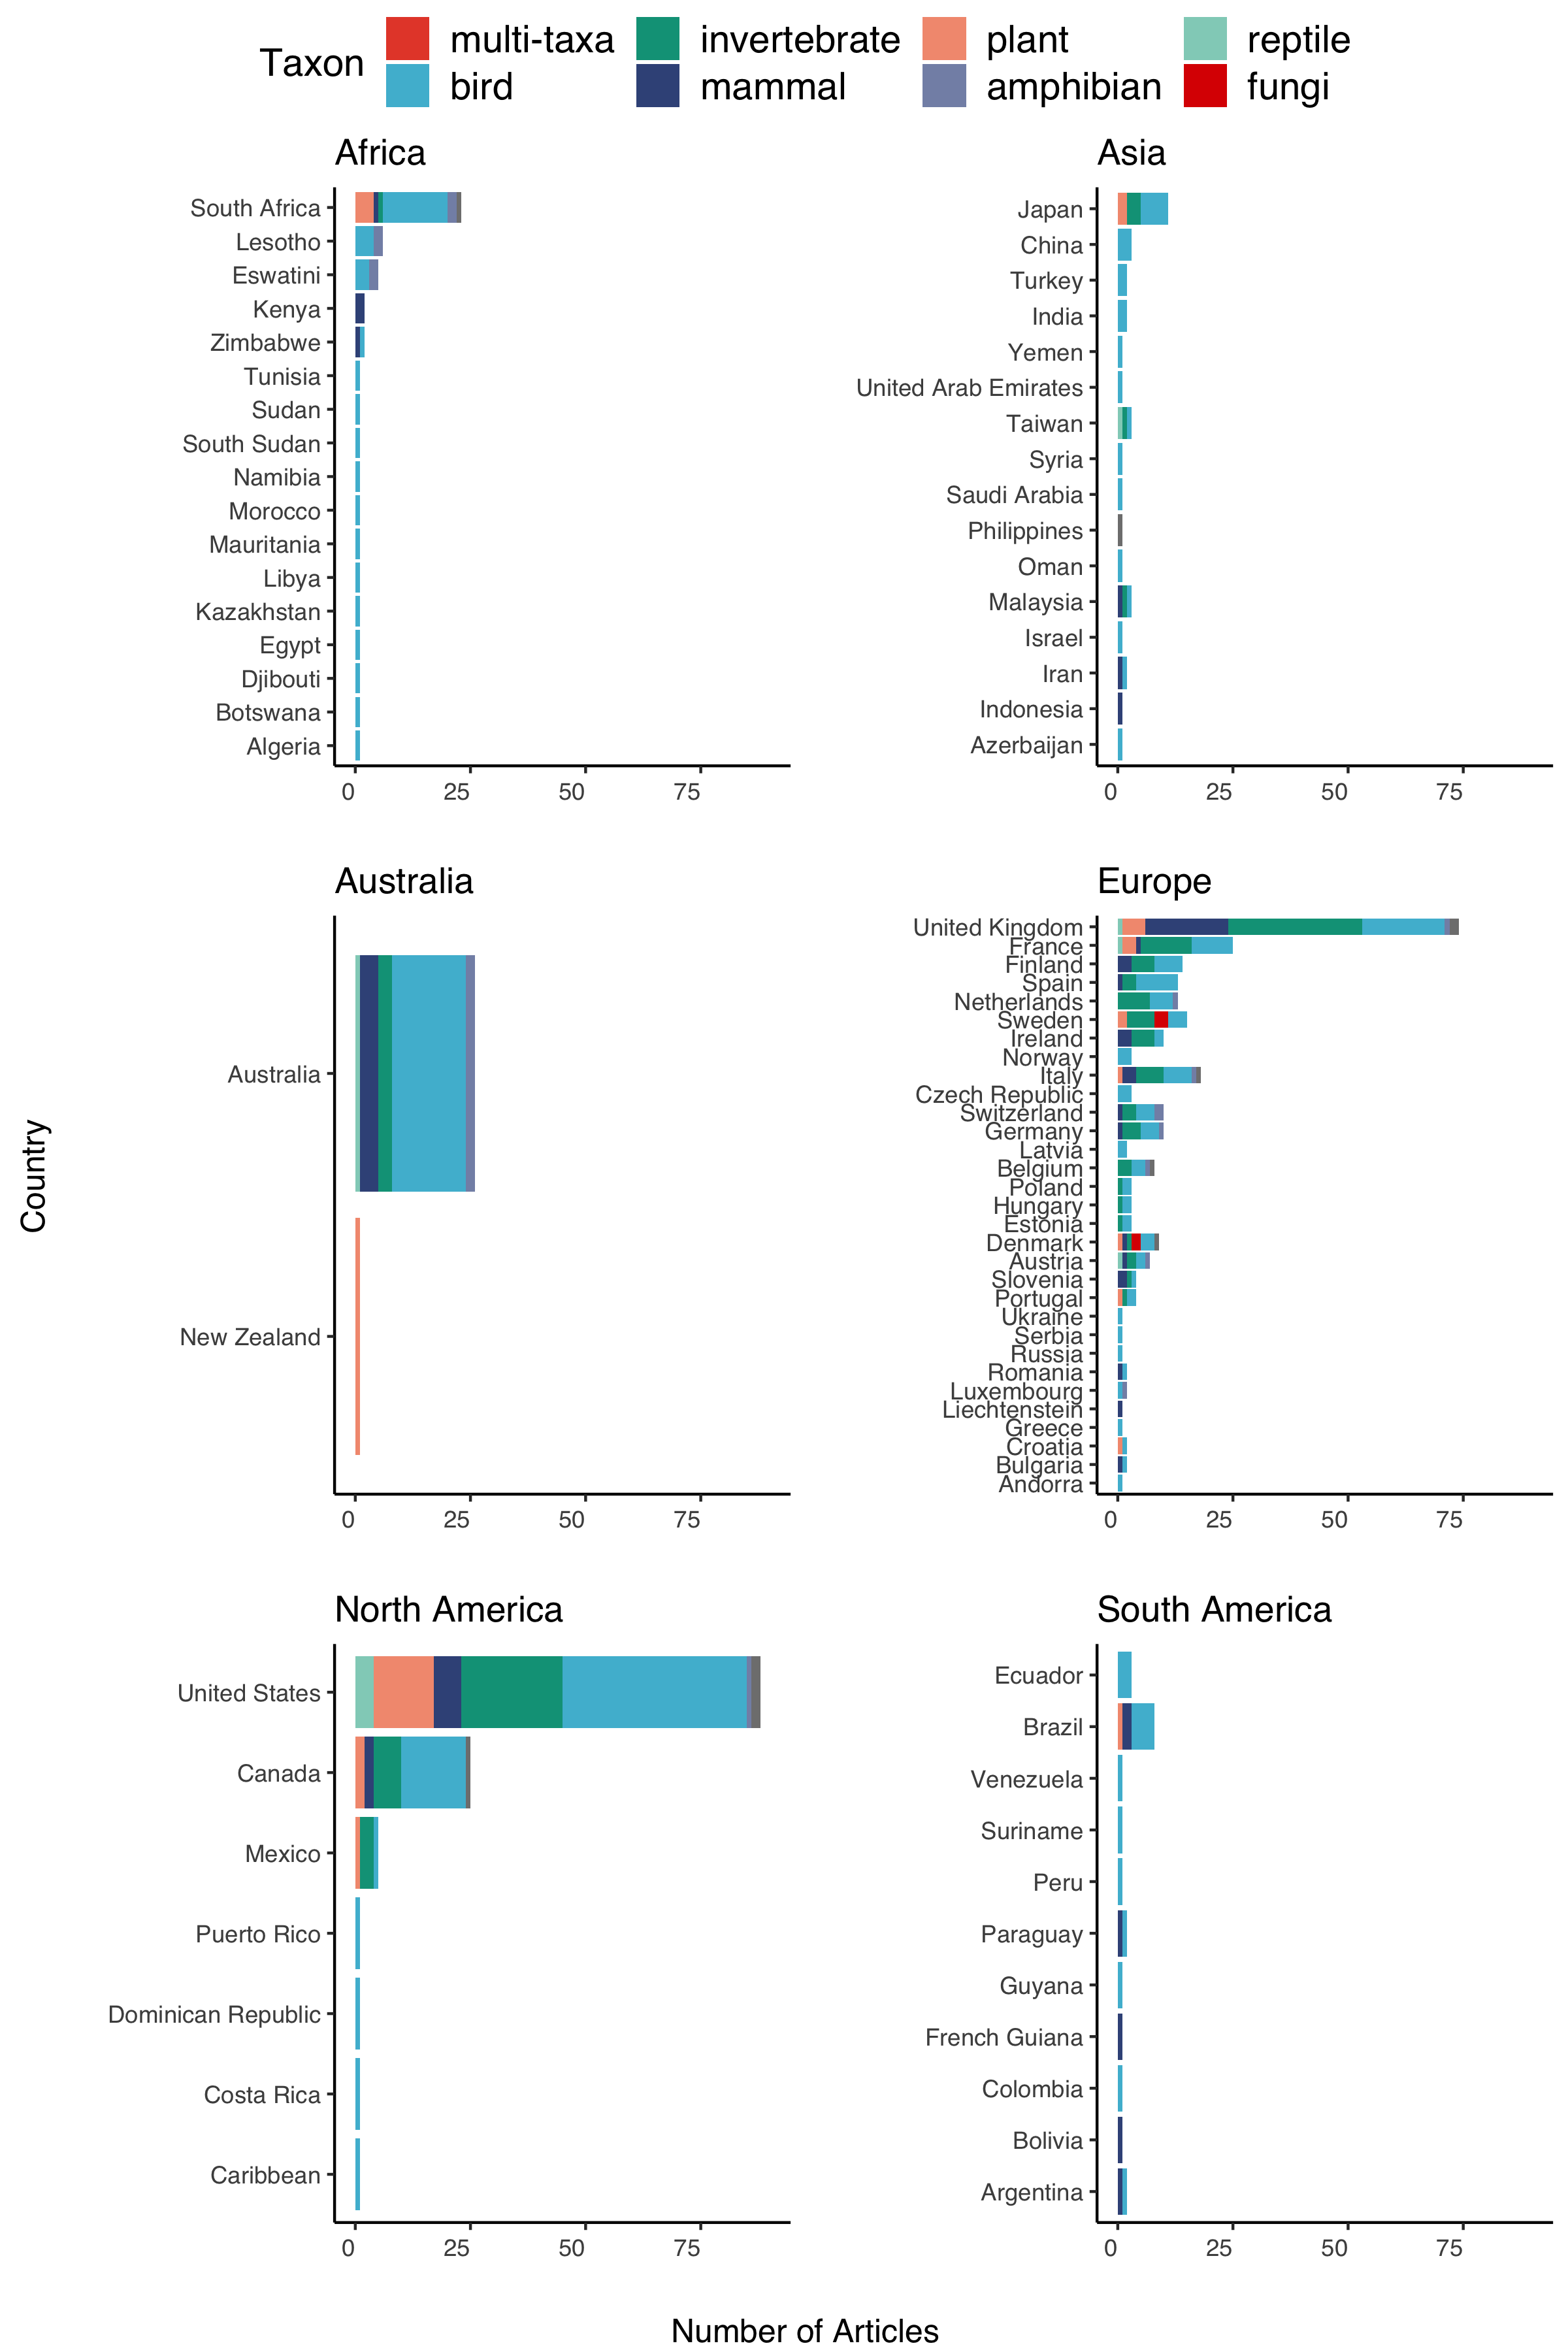 Taxon
multi-taxa invertebrate plant reptile
bird mammal amphibian fungi
Africa
South Africa
Lesotho
Eswatini
Kenya
Zimbabwe
Tunisia
Sudan
South Sudan
Namibia
Morocco
Mauritania
Libya
Kazakhstan
Egypt
Djibouti
Botswana
Algeria
0 25 50 75
Asia
Japan
China
Turkey
India
Yemen
United Arab Emirates
Taiwan
Syria
Saudi Arabia
Philippines
Oman
Malaysia
Israel
Iran
Indonesia
Azerbaijan
0 25 50 75
Country
Australia
Australia
New Zealand
0 25 50 75
Europe
United Kingdom
France
Finland
Spain
Netherlands
Sweden
Ireland
Norway
Italy
Czech Republic
Switzerland
Germany
Latvia
Belgium
Poland
Hungary
Estonia
Denmark
Austria
Slovenia
Portugal
Ukraine
Serbia
Russia
Romania
Luxembourg
Liechtenstein
Greece
Croatia
Bulgaria
Andorra
0 25 50 75
North America
United States
Canada
Mexico
Puerto Rico
Dominican Republic
Costa Rica
Caribbean
0 25 50 75
South America
Ecuador
Brazil
Venezuela
Suriname
Peru
Paraguay
Guyana
French Guiana
Colombia
Bolivia
Argentina
0 25 50 75
Number of Articles